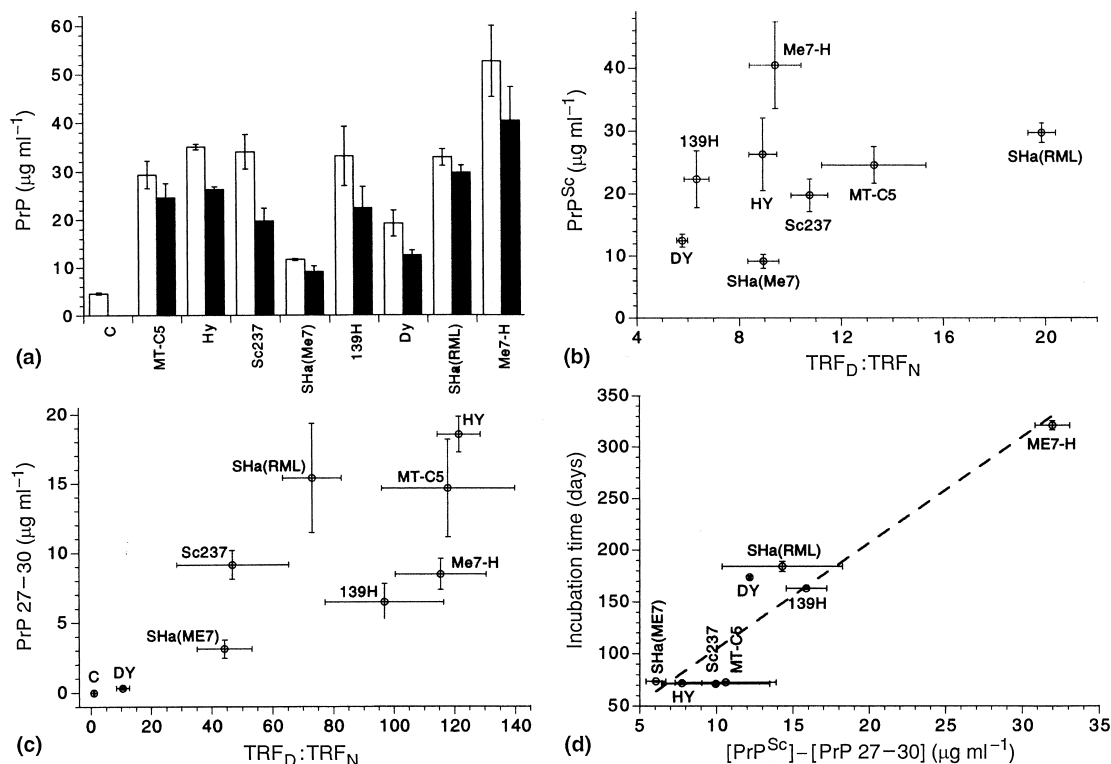 60
50
40
30
20
10
0
PrP (μg ml⁻¹)
C
MT-C5
Hy
Sc237
SHa(Me7)
139H
Dy
SHa(RML)
Me7-H
(a)
40
30
20
10
0
PrP^Sc (μg ml⁻¹)
Me7-H
139H
HY
SHa(RML)
MT-C5
Sc237
DY
SHa(Me7)
4 8 12 16 20
(b)
TRF_D:TRF_N
20
15
10
5
0
PrP 27–30 (μg ml⁻¹)
HY
SHa(RML)
MT-C5
Sc237
Me7-H
139H
SHa(ME7)
C
DY
0 20 40 60 80 100 120 140
(c)
TRF_D:TRF_N
350
300
250
200
150
100
50
Incubation time (days)
ME7-H
SHa(RML)
DY
139H
SHa(ME7)
Sc237
MT-C5
HY
5 10 15 20 25 30 35
(d)
[PrP^Sc]–[PrP 27–30] (μg ml⁻¹)